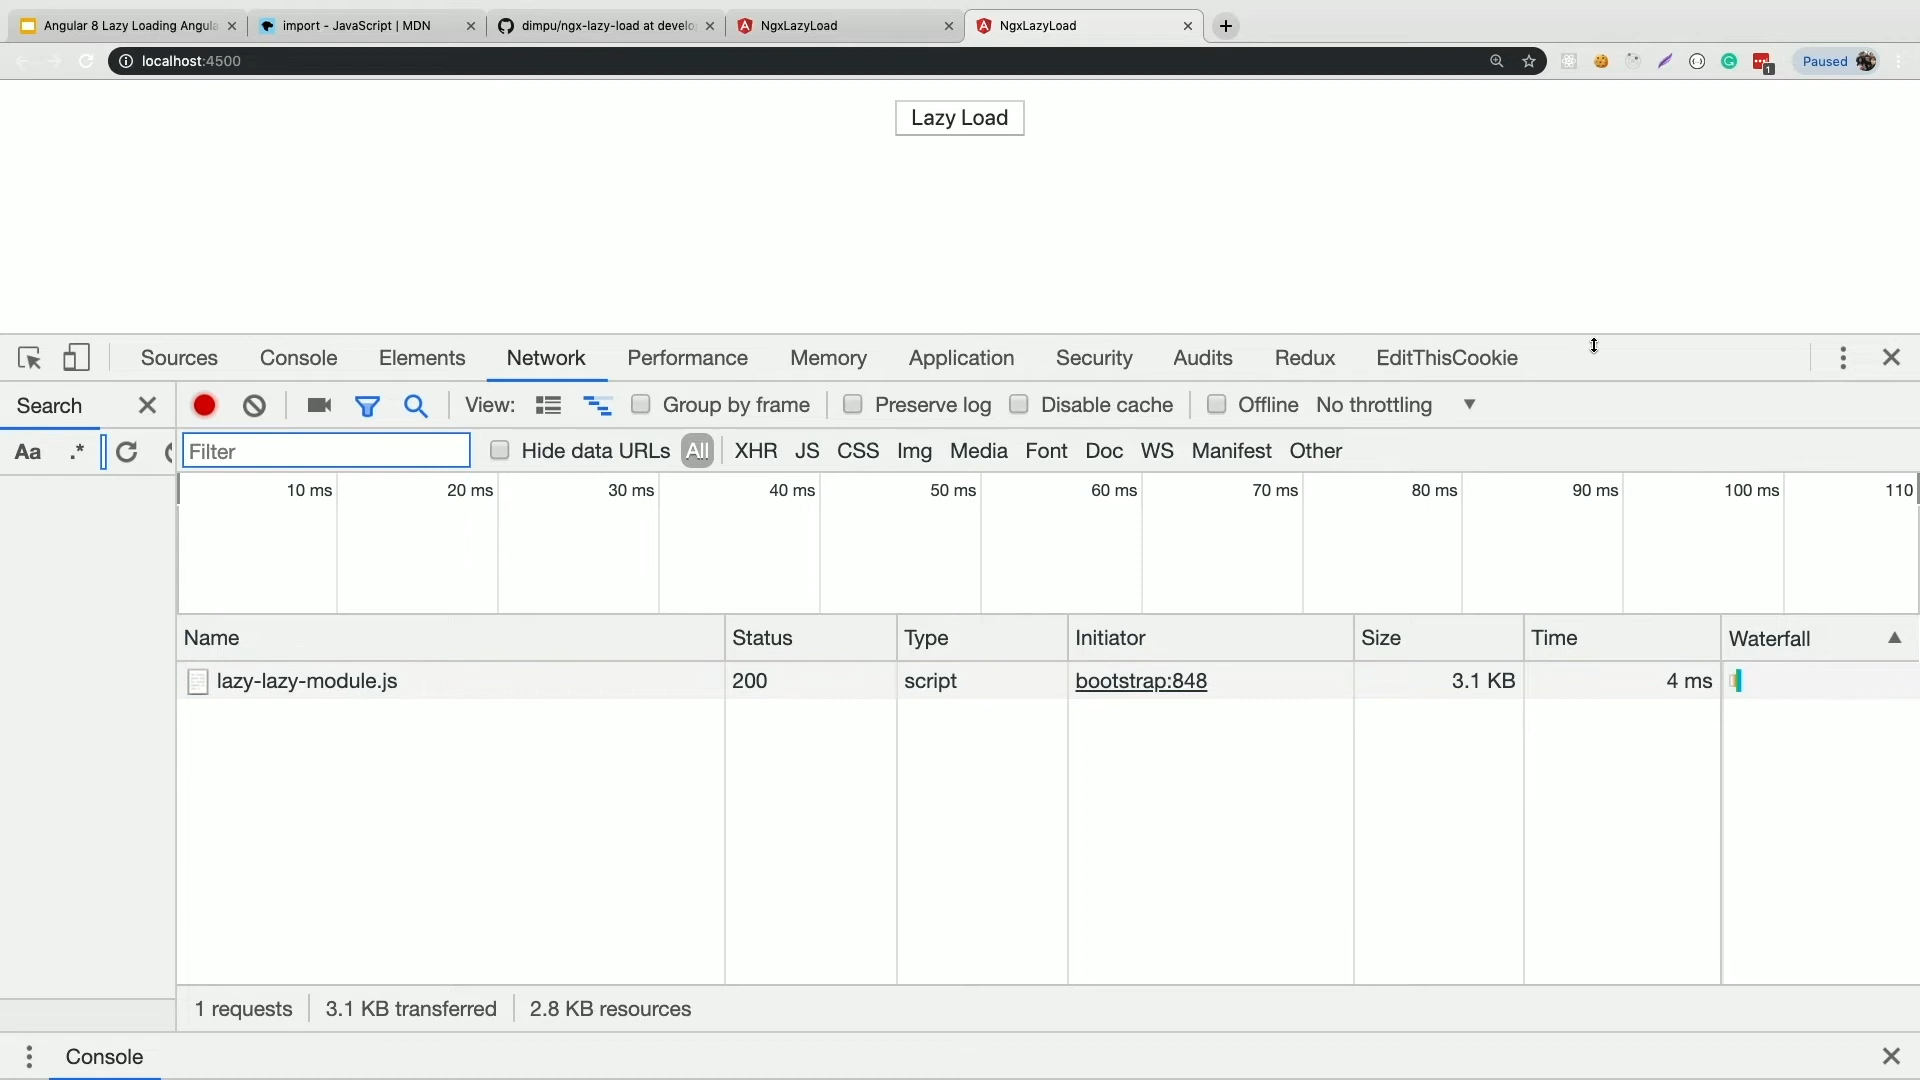 Angular 8 Lazy Loading Angula
import - JavaScript | MDN
dimpu/ngx-lazy-load at develo
NgxLazyLoad
NgxLazyLoad
localhost:4500
1
Paused
Lazy Load
Sources
Console
Elements
Network
Performance
Memory
Application
Security
Audits
Redux
EditThisCookie
Search
View:
Group by frame
Preserve log
Disable cache
Offline
No throttling
Aa
.*
Filter
Hide data URLs
All
XHR
JS
CSS
Img
Media
Font
Doc
WS
Manifest
Other
10 ms
20 ms
30 ms
40 ms
50 ms
60 ms
70 ms
80 ms
90 ms
100 ms
110
Name
Status
Type
Initiator
Size
Time
Waterfall
lazy-lazy-module.js
200
script
bootstrap:848
3.1 KB
4 ms
1 requests
3.1 KB transferred
2.8 KB resources
Console